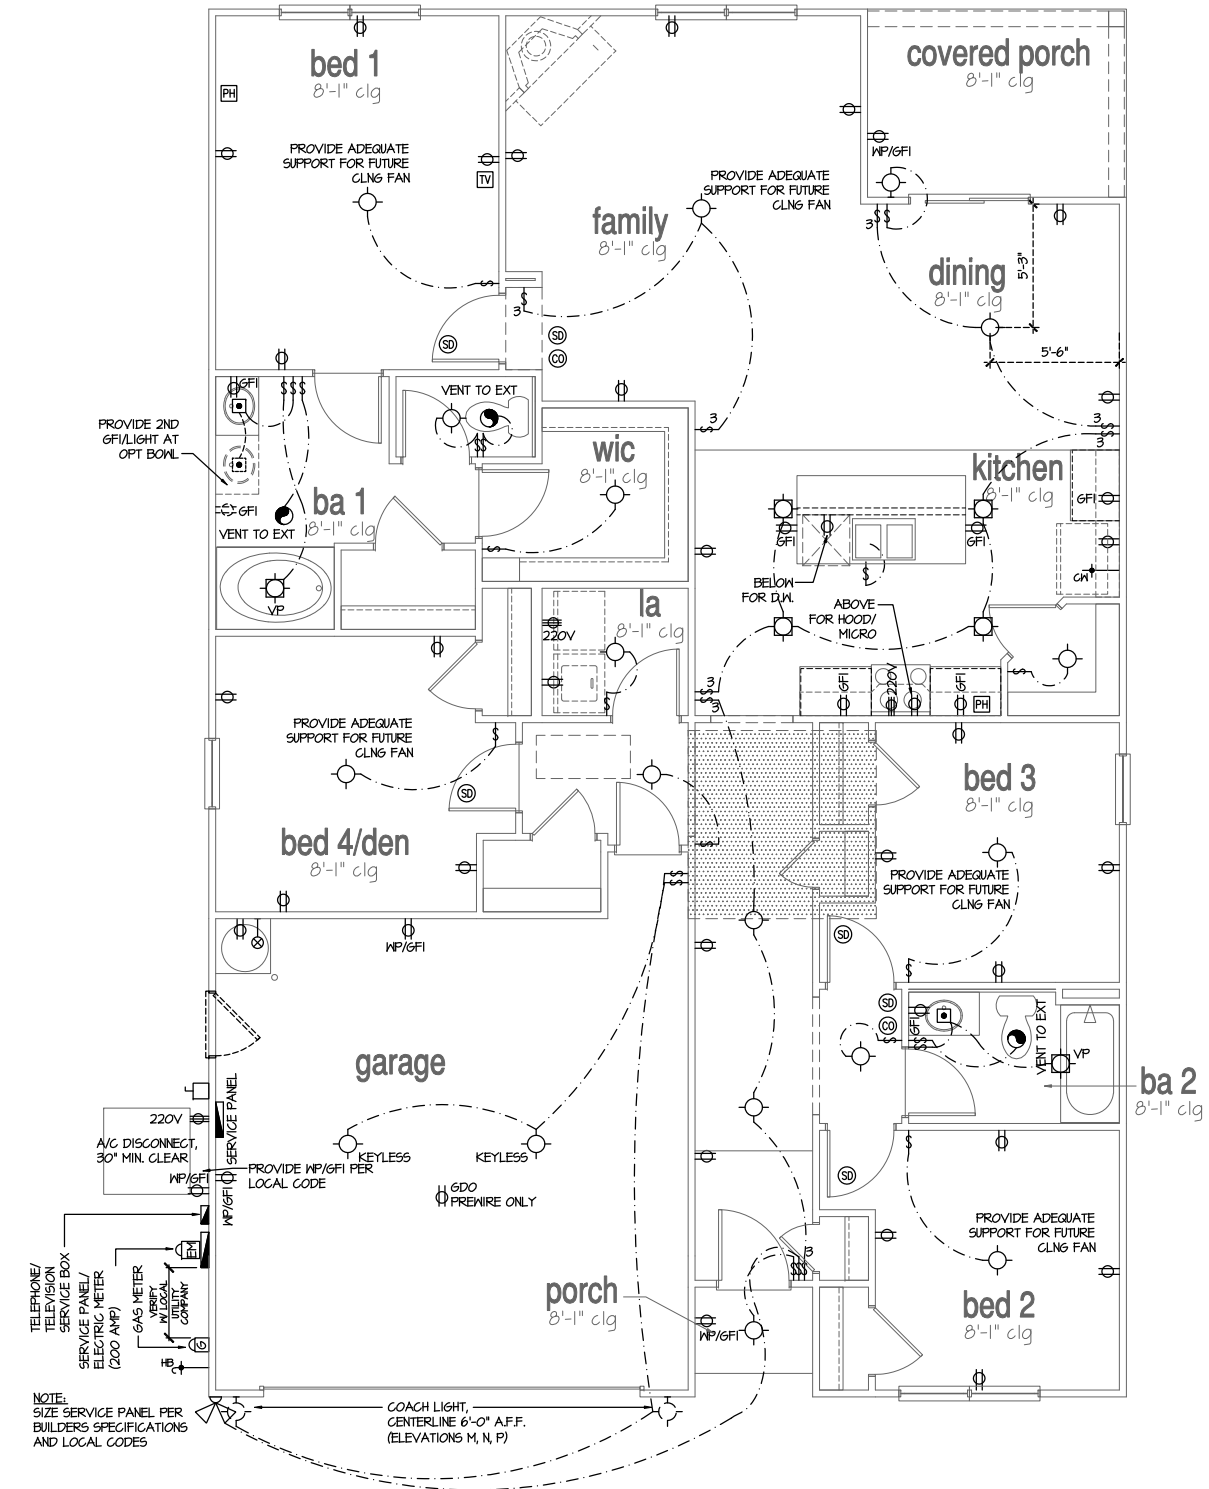 bed 1
8'-1" clg
PH
PROVIDE ADEQUATE
SUPPORT FOR FUTURE
CLNG FAN
TV
SD
covered porch
8'-1" clg
WP/GFI
PROVIDE ADEQUATE
SUPPORT FOR FUTURE
CLNG FAN
family
8'-1" clg
3
SD
CO
3
dining
8'-1" clg
5'-3"
5'-6"
GFI
VENT TO EXT
PROVIDE 2ND
GFI/LIGHT AT
OPT BOWL
GFI
ba 1
8'-1" clg
VENT TO EXT
VP
wic
8'-1" clg
3
3
3
kitchen
8'-1" clg
GFI
GFI
GFI
BELOW
FOR D.W.
CW
ABOVE
FOR HOOD/
MICRO
la
8'-1" clg
220V
3
3
GFI
220V
GFI
PH
PROVIDE ADEQUATE
SUPPORT FOR FUTURE
CLNG FAN
SD
bed 4/den
8'-1" clg
bed 3
8'-1" clg
PROVIDE ADEQUATE
SUPPORT FOR FUTURE
CLNG FAN
SD
WP/GFI
SD
CO
GFI
VENT TO EXT
VP
ba 2
8'-1" clg
garage
SERVICE PANEL
220V
A/C DISCONNECT,
30" MIN. CLEAR
WP/GFI
WP/GFI
PROVIDE WP/GFI PER
LOCAL CODE
KEYLESS
KEYLESS
GDO
PREWIRE ONLY
SD
PROVIDE ADEQUATE
SUPPORT FOR FUTURE
CLNG FAN
bed 2
8'-1" clg
3
porch
8'-1" clg
WP/GFI
TELEPHONE/
TELEVISION
SERVICE BOX
SERVICE PANEL/
ELECTRIC METER
(200 AMP)
GAS METER
VERIFY
W/ LOCAL
UTILITY
COMPANY
EM
G
HB
NOTE:
SIZE SERVICE PANEL PER
BUILDERS SPECIFICATIONS
AND LOCAL CODES
COACH LIGHT,
CENTERLINE 6'-0" A.F.F.
(ELEVATIONS M, N, P)